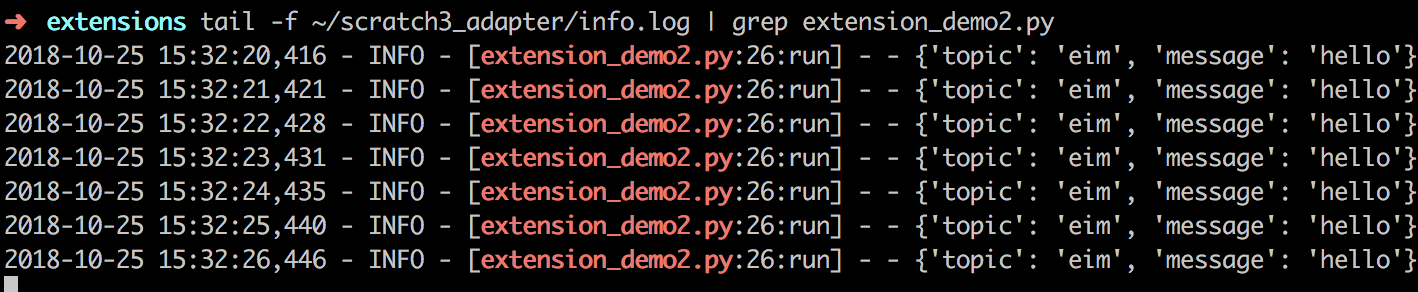 ➜ extensions tail -f ~/scratch3_adapter/info.log | grep extension_demo2.py
2018-10-25 15:32:20,416 - INFO - [extension_demo2.py:26:run] - - {'topic': 'eim', 'message': 'hello'}
2018-10-25 15:32:21,421 - INFO - [extension_demo2.py:26:run] - - {'topic': 'eim', 'message': 'hello'}
2018-10-25 15:32:22,428 - INFO - [extension_demo2.py:26:run] - - {'topic': 'eim', 'message': 'hello'}
2018-10-25 15:32:23,431 - INFO - [extension_demo2.py:26:run] - - {'topic': 'eim', 'message': 'hello'}
2018-10-25 15:32:24,435 - INFO - [extension_demo2.py:26:run] - - {'topic': 'eim', 'message': 'hello'}
2018-10-25 15:32:25,440 - INFO - [extension_demo2.py:26:run] - - {'topic': 'eim', 'message': 'hello'}
2018-10-25 15:32:26,446 - INFO - [extension_demo2.py:26:run] - - {'topic': 'eim', 'message': 'hello'}